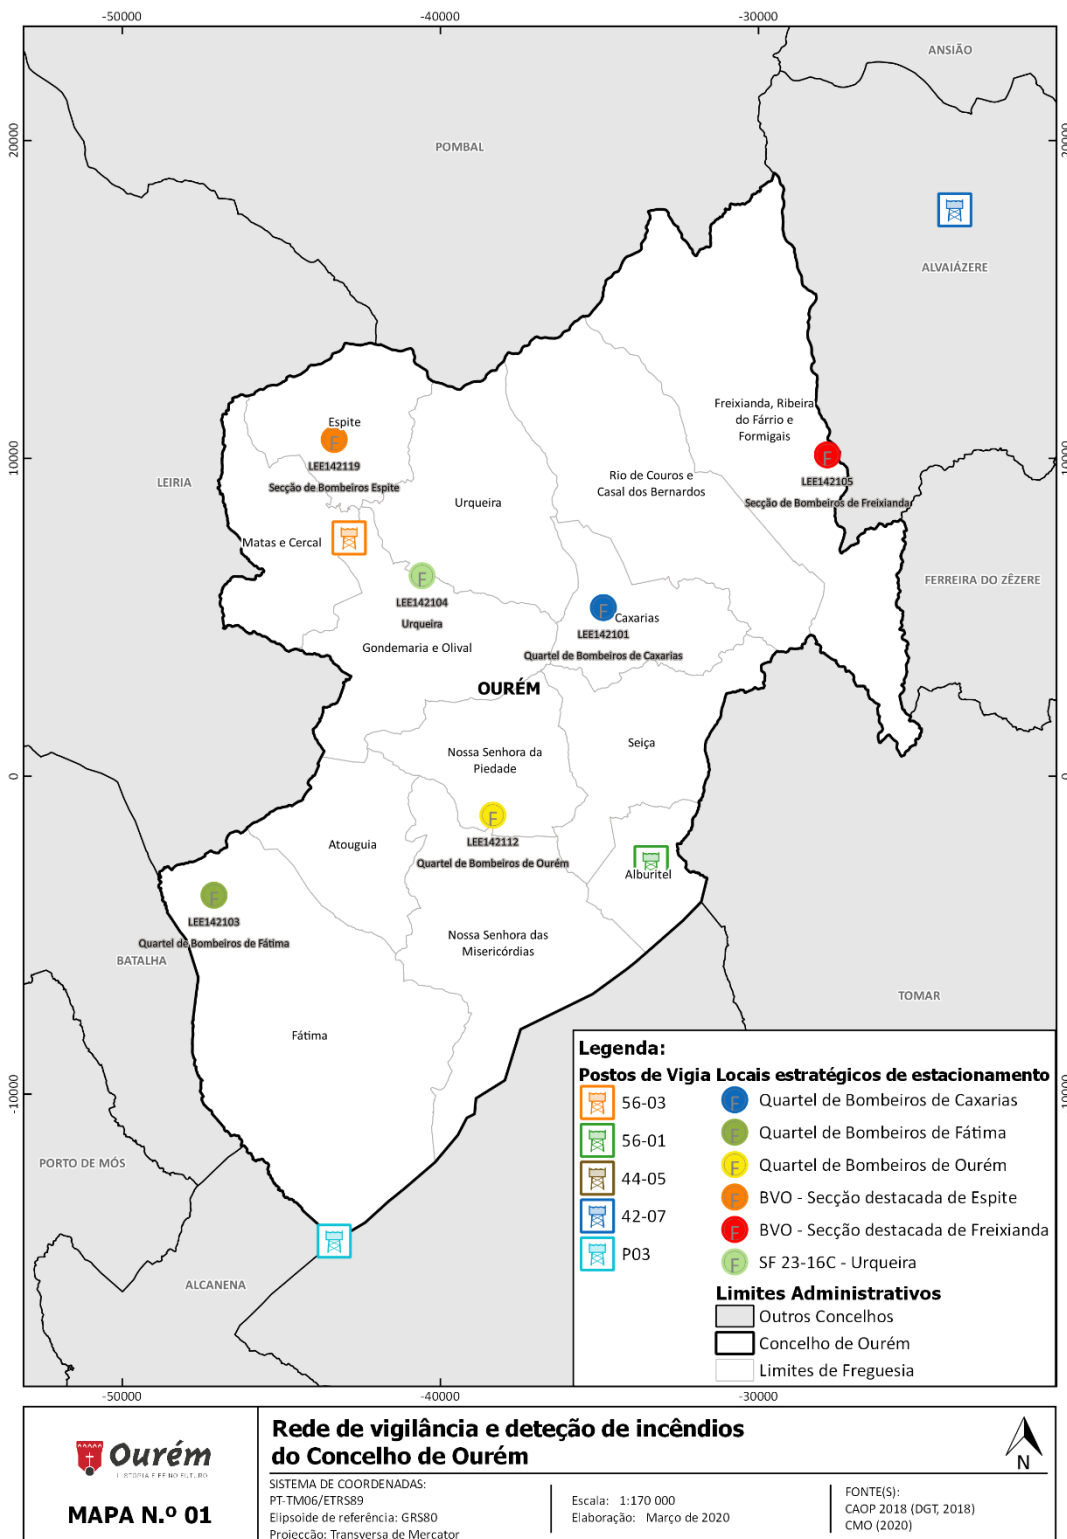 -50000
-40000
-30000
20000
20000
10000
10000
0
0
-10000
10000
ANSIÃO
POMBAL
ALVAIÁZERE
Freixianda, Ribeira
do Fárrio e
Formigais
Espite
F
LEE142119
Secção de Bombeiros Espite
F
LEE142105
Secção de Bombeiros de Freixianda
LEIRIA
Urqueira
Rio de Couros e
Casal dos Bernardos
Matas e Cercal
F
LEE142104
Urqueira
Gondemaria e Olival
F
Caxarias
LEE142101
Quartel de Bombeiros de Caxarias
FERREIRA DO ZÊZERE
OURÉM
Nossa Senhora da
Piedade
Seiça
F
LEE142112
Quartel de Bombeiros de Ourém
Atouguia
Alburitel
F
LEE142103
Quartel de Bombeiros de Fátima
BATALHA
Nossa Senhora das
Misericórdias
TOMAR
Fátima
PORTO DE MÓS
ALCANENA
Legenda:
Postos de Vigia
56-03
56-01
44-05
42-07
P03
Locais estratégicos de estacionamento
F Quartel de Bombeiros de Caxarias
F Quartel de Bombeiros de Fátima
F Quartel de Bombeiros de Ourém
F BVO - Secção destacada de Espite
F BVO - Secção destacada de Freixianda
F SF 23-16C - Urqueira
Limites Administrativos
Outros Concelhos
Concelho de Ourém
Limites de Freguesia
-50000
-40000
-30000
Ourém
HISTÓRIA E FÉ NO FUTURO
MAPA N.º 01
Rede de vigilância e deteção de incêndios
do Concelho de Ourém
SISTEMA DE COORDENADAS:
PT-TM06/ETRS89
Elipsoide de referência: GRS80
Projecção: Transversa de Mercator
Escala: 1:170 000
Elaboração: Março de 2020
FONTE(S):
CAOP 2018 (DGT, 2018)
CMO (2020)
N